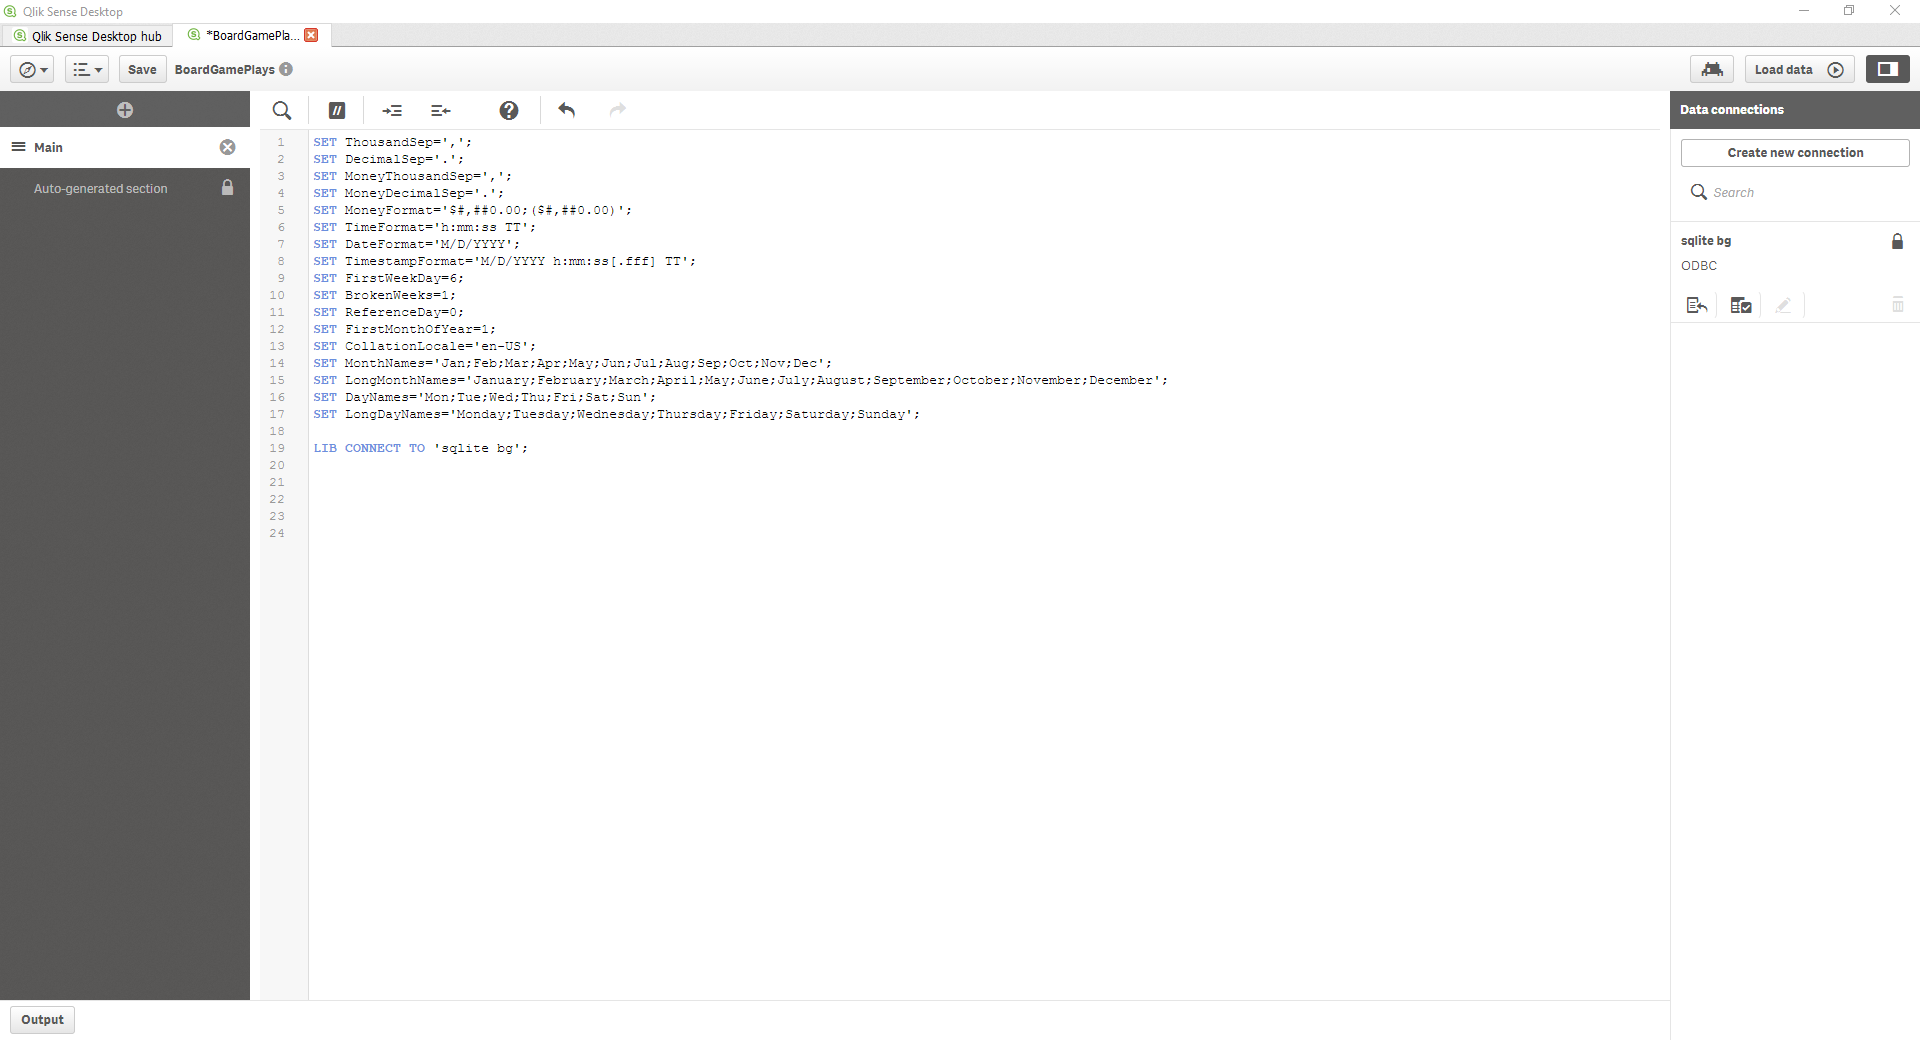 Qlik Sense Desktop
Qlik Sense Desktop hub
*BoardGamePla...
Save
BoardGamePlays
Load data
Main
Auto-generated section
1 SET ThousandSep=',';
2 SET DecimalSep='.';
3 SET MoneyThousandSep=',';
4 SET MoneyDecimalSep='.';
5 SET MoneyFormat='$#,##0.00;($#,##0.00)';
6 SET TimeFormat='h:mm:ss TT';
7 SET DateFormat='M/D/YYYY';
8 SET TimestampFormat='M/D/YYYY h:mm:ss[.fff] TT';
9 SET FirstWeekDay=6;
10 SET BrokenWeeks=1;
11 SET ReferenceDay=0;
12 SET FirstMonthOfYear=1;
13 SET CollationLocale='en-US';
14 SET MonthNames='Jan;Feb;Mar;Apr;May;Jun;Jul;Aug;Sep;Oct;Nov;Dec';
15 SET LongMonthNames='January;February;March;April;May;June;July;August;September;October;November;December';
16 SET DayNames='Mon;Tue;Wed;Thu;Fri;Sat;Sun';
17 SET LongDayNames='Monday;Tuesday;Wednesday;Thursday;Friday;Saturday;Sunday';
18
19 LIB CONNECT TO 'sqlite bg';
20
21
22
23
24
Data connections
Create new connection
Search
sqlite bg
ODBC
Output